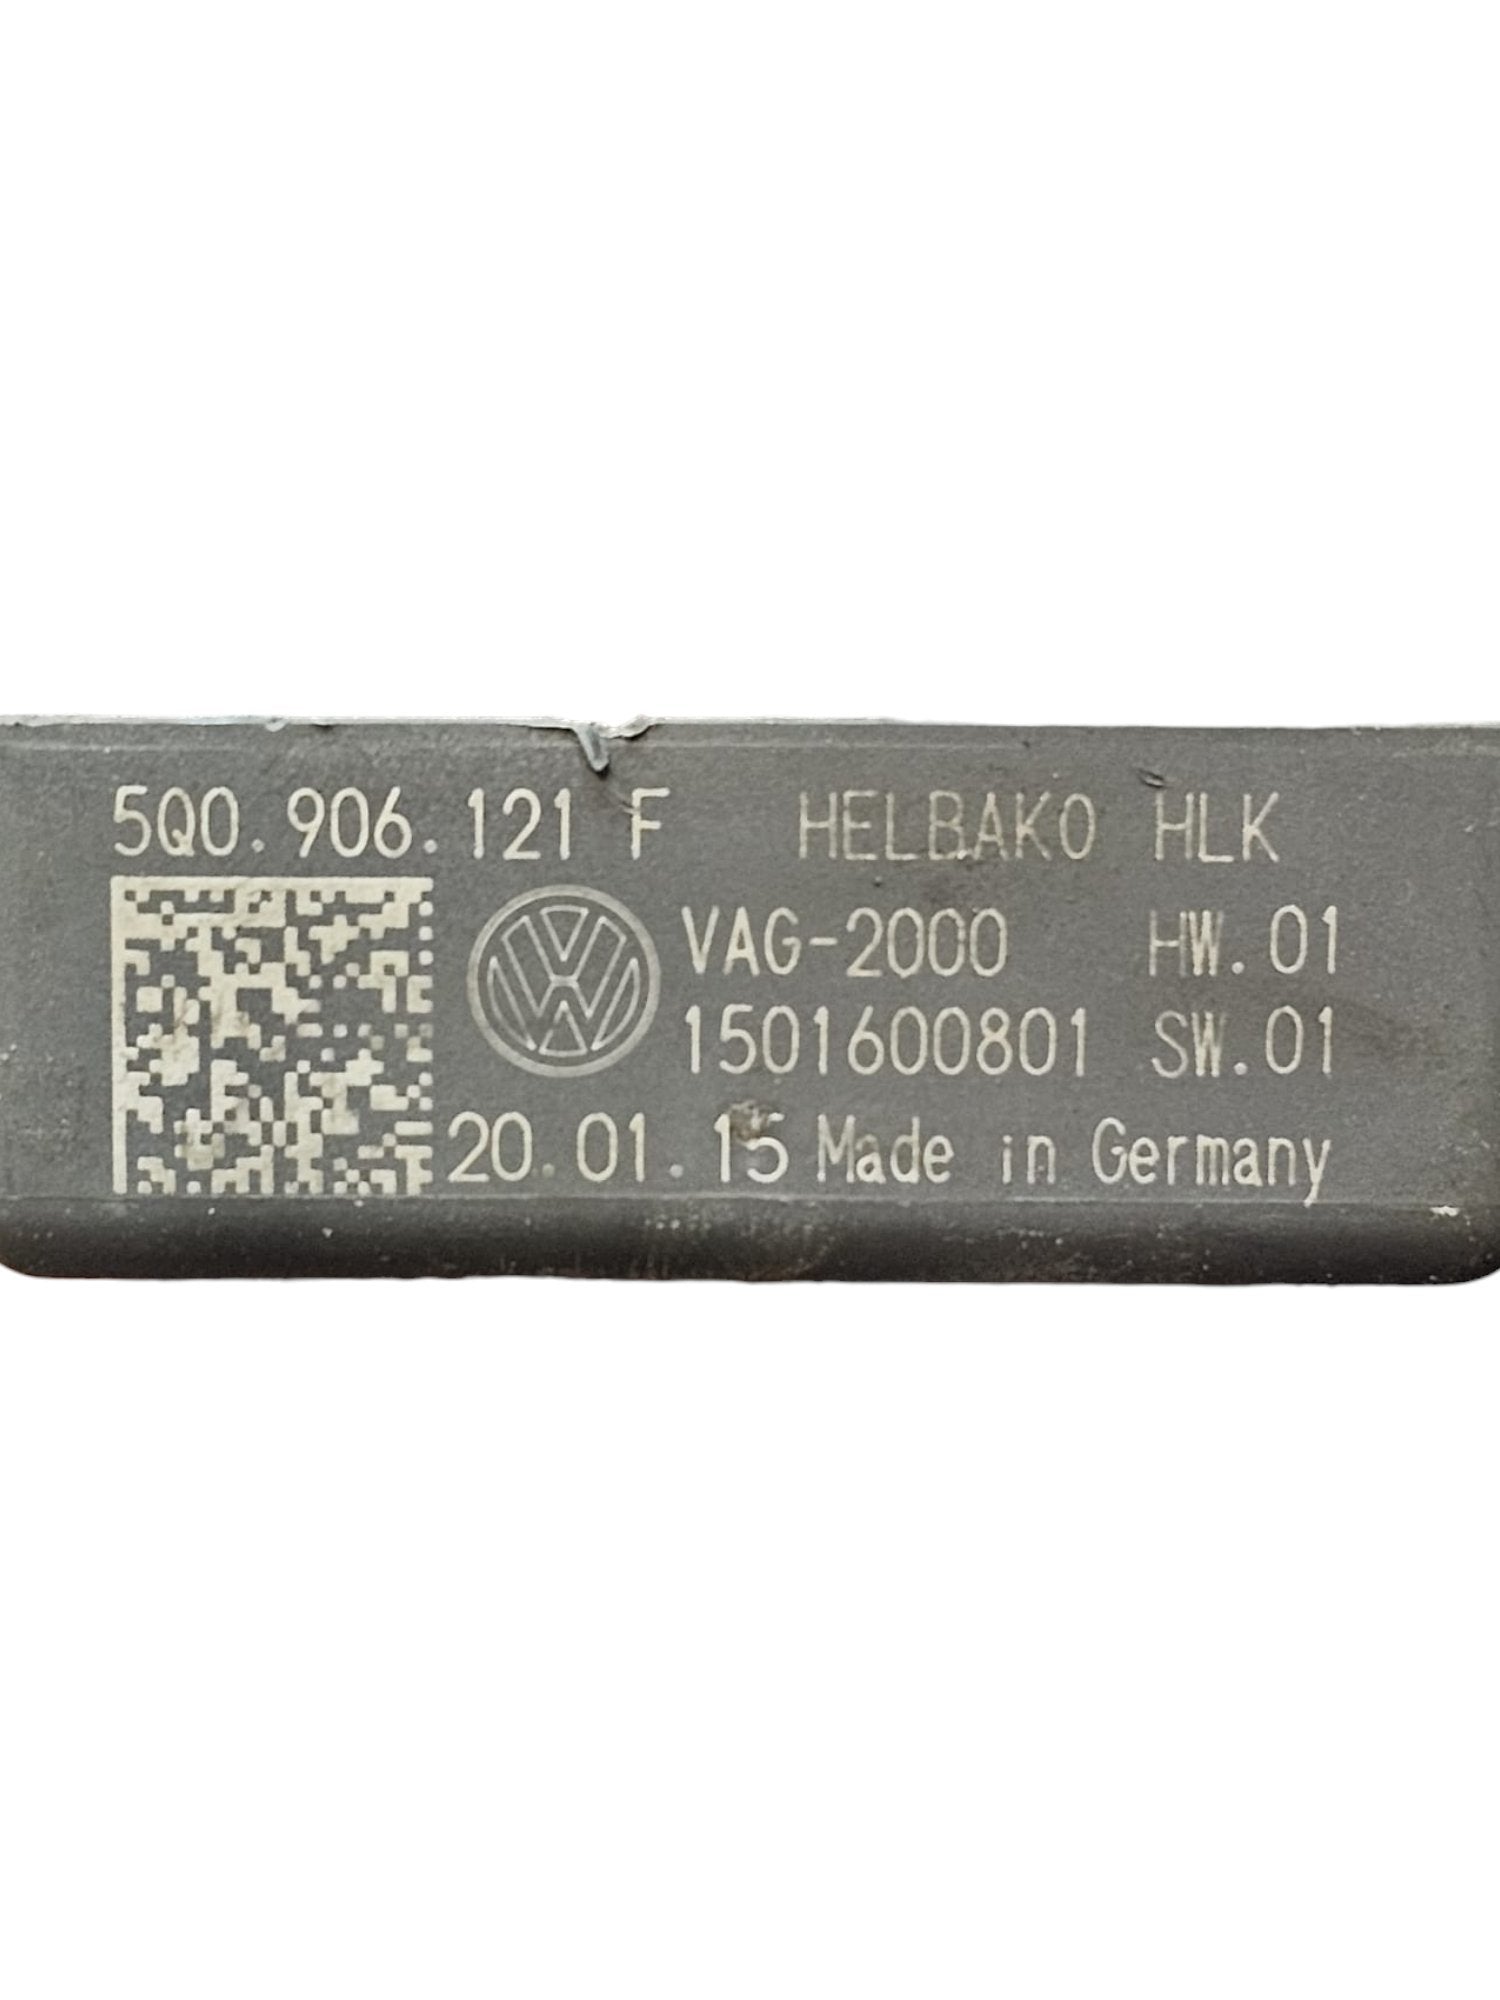 5Q0.906.121 F HELBAKO HLK
VAG-2000 HW.01
1501600801 SW.01
20.01.15 Made in Germany